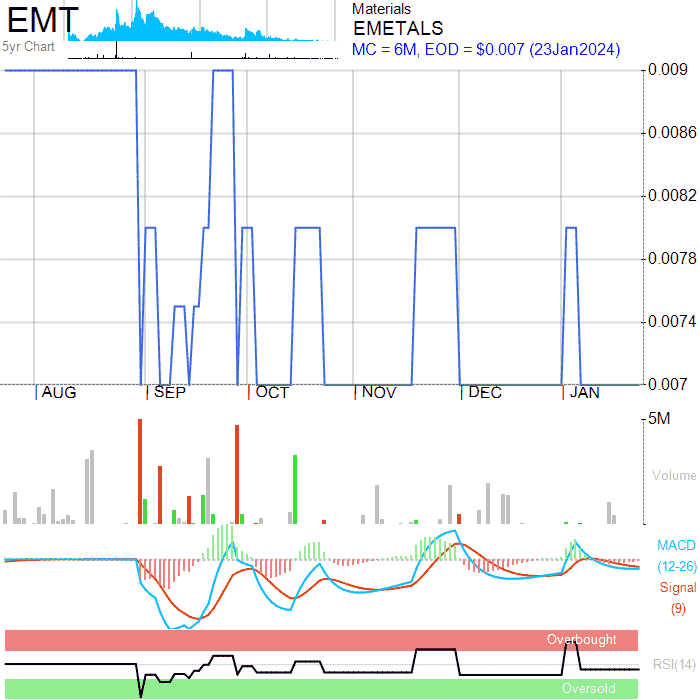 EMT
5yr Chart
Materials
EMETALS
MC = 6M, EOD = $0.007 (23Jan2024)
0.009
0.0086
0.0082
0.0078
0.0074
0.007
AUG SEP OCT NOV DEC JAN
5M
Volume
MACD
(12-26)
Signal
(9)
Overbought
RSI(14)
Oversold